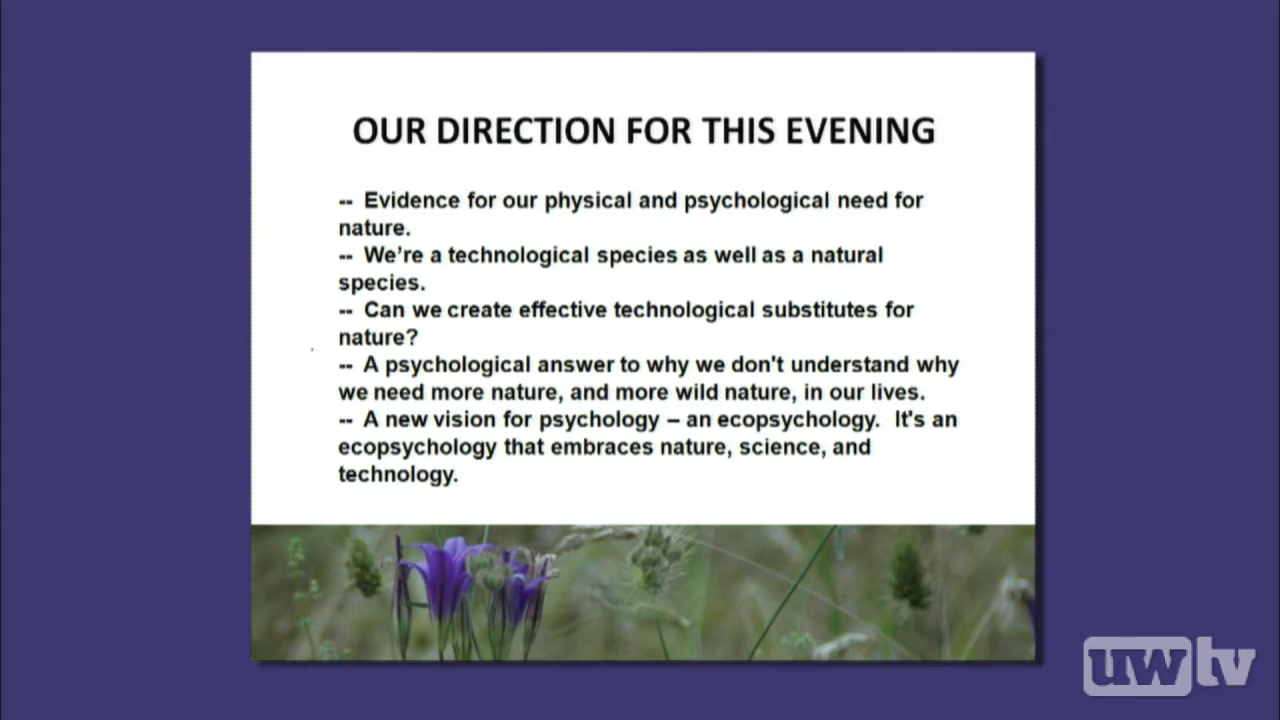 OUR DIRECTION FOR THIS EVENING
-- Evidence for our physical and psychological need for
nature.
-- We’re a technological species as well as a natural
species.
-- Can we create effective technological substitutes for
nature?
-- A psychological answer to why we don't understand why
we need more nature, and more wild nature, in our lives.
-- A new vision for psychology – an ecopsychology.  It's an
ecopsychology that embraces nature, science, and
technology.
uwtv